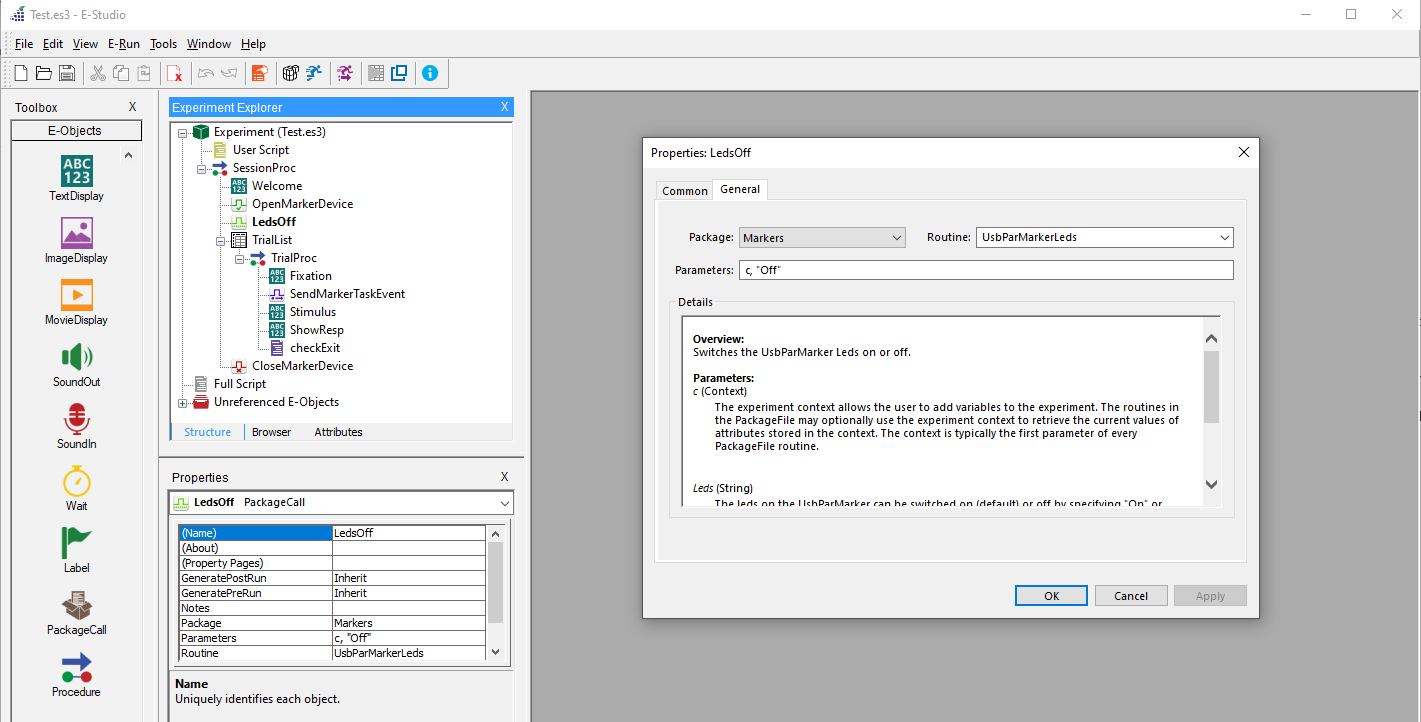 Test.es3 - E-Studio
File Edit View E-Run Tools Window Help
Toolbox X
E-Objects
ABC
123
TextDisplay
ImageDisplay
MovieDisplay
SoundOut
SoundIn
Wait
Label
PackageCall
Procedure
Experiment Explorer X
Experiment (Test.es3)
User Script
SessionProc
ABC
123
Welcome
OpenMarkerDevice
LedsOff
TrialList
TrialProc
ABC
123
Fixation
SendMarkerTaskEvent
ABC
123
Stimulus
ABC
123
ShowResp
checkExit
CloseMarkerDevice
Full Script
Unreferenced E-Objects
Structure Browser Attributes
Properties X
LedsOff PackageCall
(Name) LedsOff
(About)
(Property Pages)
GeneratePostRun Inherit
GeneratePreRun Inherit
Notes
Package Markers
Parameters c, "Off"
Routine UsbParMarkerLeds
Name
Uniquely identifies each object.
Properties: LedsOff
Common General
Package: Markers Routine: UsbParMarkerLeds
Parameters: c, "Off"
Details
Overview:
Switches the UsbParMarker Leds on or off.
Parameters:
c (Context)
The experiment context allows the user to add variables to the experiment. The routines in
the PackageFile may optionally use the experiment context to retrieve the current values of
attributes stored in the context. The context is typically the first parameter of every
PackageFile routine.
Leds (String)
The leds on the UsbParMarker can be switched on (default) or off by specifying "On" or
OK Cancel Apply